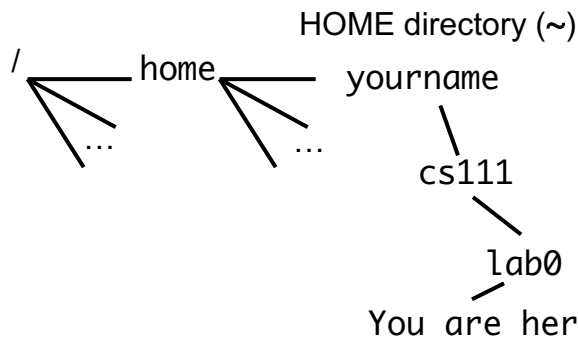 HOME directory (~)
/ home yourname
... ...
cs111
lab0
You are her